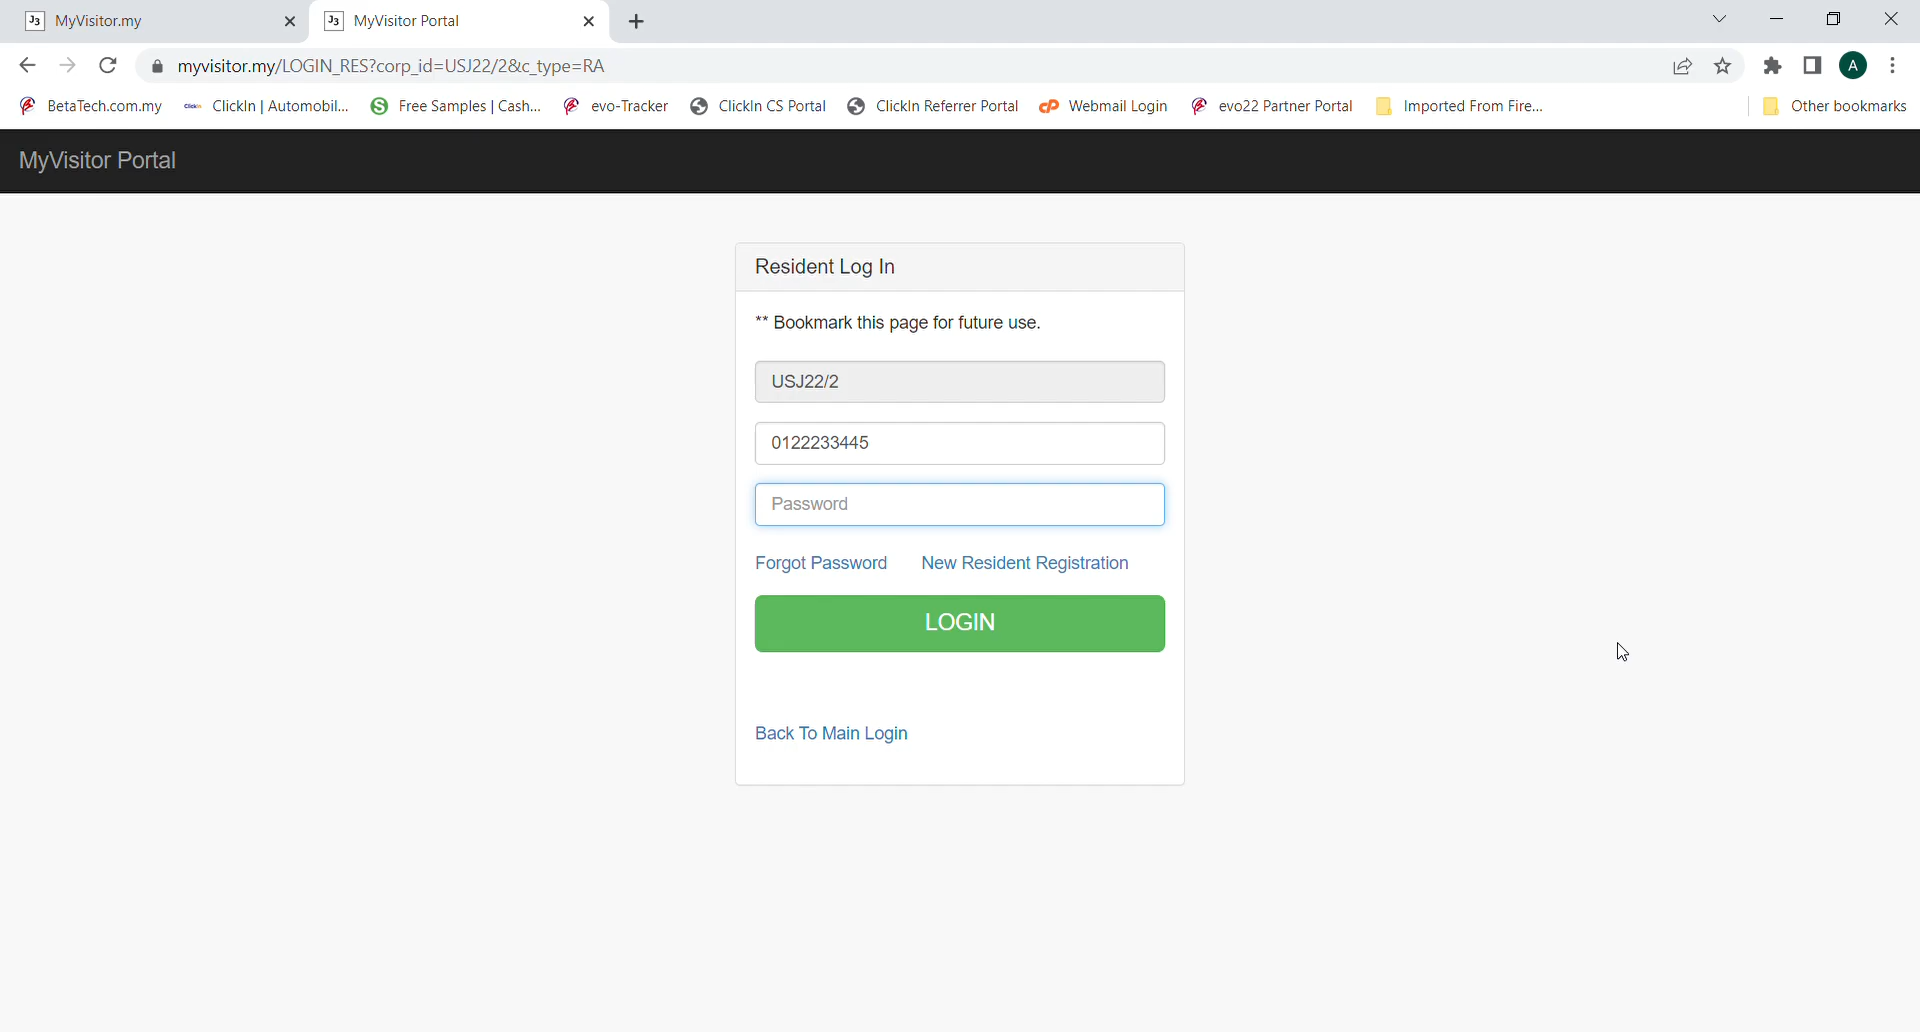 MyVisitor.my
MyVisitor Portal
myvisitor.my/LOGIN_RES?corp_id=USJ22/2&c_type=RA
A
BetaTech.com.my
ClickIn | Automobil...
Free Samples | Cash...
evo-Tracker
ClickIn CS Portal
ClickIn Referrer Portal
Webmail Login
evo22 Partner Portal
Imported From Fire...
Other bookmarks
MyVisitor Portal
Resident Log In
** Bookmark this page for future use.
USJ22/2
0122233445
Password
Forgot Password
New Resident Registration
LOGIN
Back To Main Login